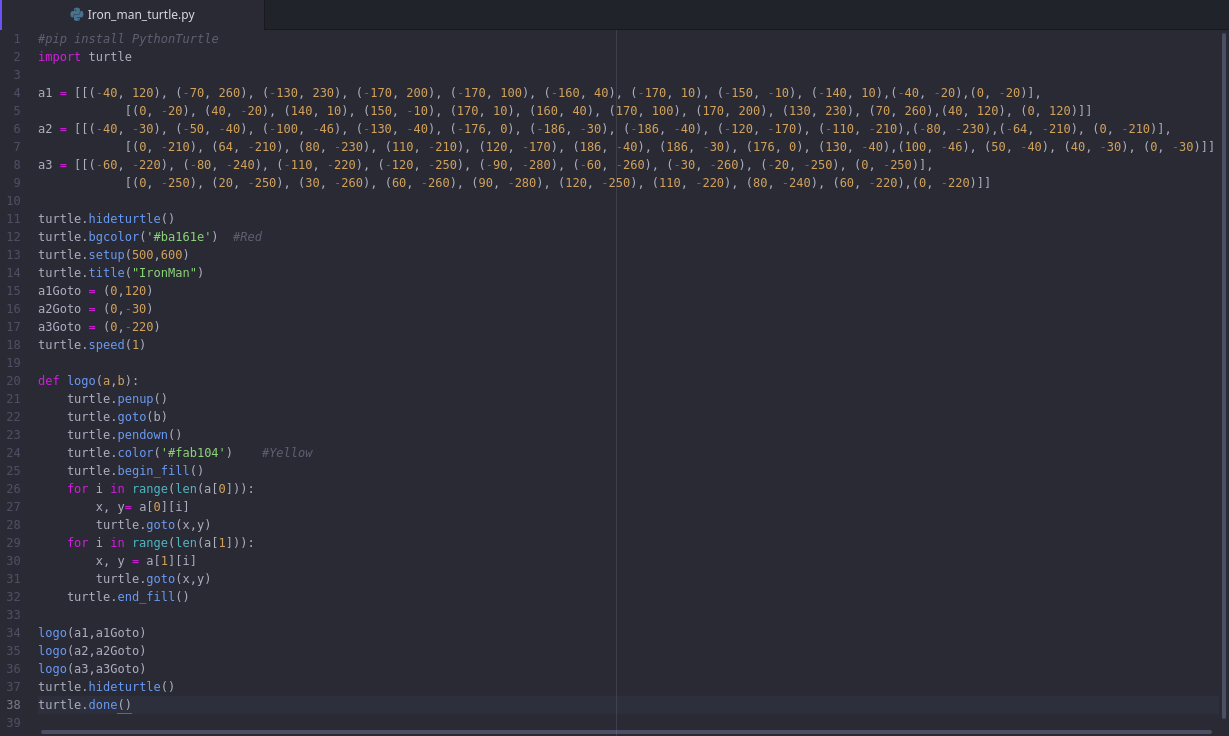 Iron_man_turtle.py
1 #pip install PythonTurtle
2 import turtle
3
4 a1 = [[(-40, 120), (-70, 260), (-130, 230), (-170, 200), (-170, 100), (-160, 40), (-170, 10), (-150, -10), (-140, 10),(-40, -20),(0, -20)],
5             [(0, -20), (40, -20), (140, 10), (150, -10), (170, 10), (160, 40), (170, 100), (170, 200), (130, 230), (70, 260),(40, 120), (0, 120)]]
6 a2 = [[(-40, -30), (-50, -40), (-100, -46), (-130, -40), (-176, 0), (-186, -30), (-186, -40), (-120, -170), (-110, -210),(-80, -230),(-64, -210), (0, -210)],
7             [(0, -210), (64, -210), (80, -230), (110, -210), (120, -170), (186, -40), (186, -30), (176, 0), (130, -40),(100, -46), (50, -40), (40, -30), (0, -30)]]
8 a3 = [[(-60, -220), (-80, -240), (-110, -220), (-120, -250), (-90, -280), (-60, -260), (-30, -260), (-20, -250), (0, -250)],
9             [(0, -250), (20, -250), (30, -260), (60, -260), (90, -280), (120, -250), (110, -220), (80, -240), (60, -220),(0, -220)]]
10
11 turtle.hideturtle()
12 turtle.bgcolor('#ba161e')  #Red
13 turtle.setup(500,600)
14 turtle.title("IronMan")
15 a1Goto = (0,120)
16 a2Goto = (0,-30)
17 a3Goto = (0,-220)
18 turtle.speed(1)
19
20 def logo(a,b):
21     turtle.penup()
22     turtle.goto(b)
23     turtle.pendown()
24     turtle.color('#fab104')    #Yellow
25     turtle.begin_fill()
26     for i in range(len(a[0])):
27         x, y= a[0][i]
28         turtle.goto(x,y)
29     for i in range(len(a[1])):
30         x, y = a[1][i]
31         turtle.goto(x,y)
32     turtle.end_fill()
33
34 logo(a1,a1Goto)
35 logo(a2,a2Goto)
36 logo(a3,a3Goto)
37 turtle.hideturtle()
38 turtle.done()
39